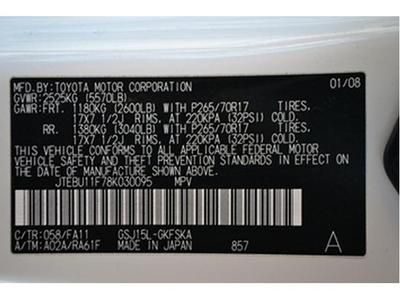 MFD.BY:TOYOTA MOTOR CORPORATION 01/08
GVWR:2525KG (5570LB)
GAWR:FRT. 1180KG (2600LB) WITH P265/70R17 TIRES.
17X7 1/2J RIMS. AT 220KPA (32PSI) COLD.
RR. 1380KG (3040LB) WITH P265/70R17 TIRES.
17X7 1/2J RIMS. AT 220KPA (32PSI) COLD.
THIS VEHICLE CONFORMS TO ALL APPLICABLE FEDERAL MOTOR
VEHICLE SAFETY AND THEFT PREVENTION STANDARDS IN
EFFECT ON THE DATE OF MANUFACTURE SHOWN ABOVE.
JTEBU11F78K030095 MPV
C/TR:058/FA11 GSJ15L-GKFSKA
A/TM:A02A/RA61F MADE IN JAPAN 857 A